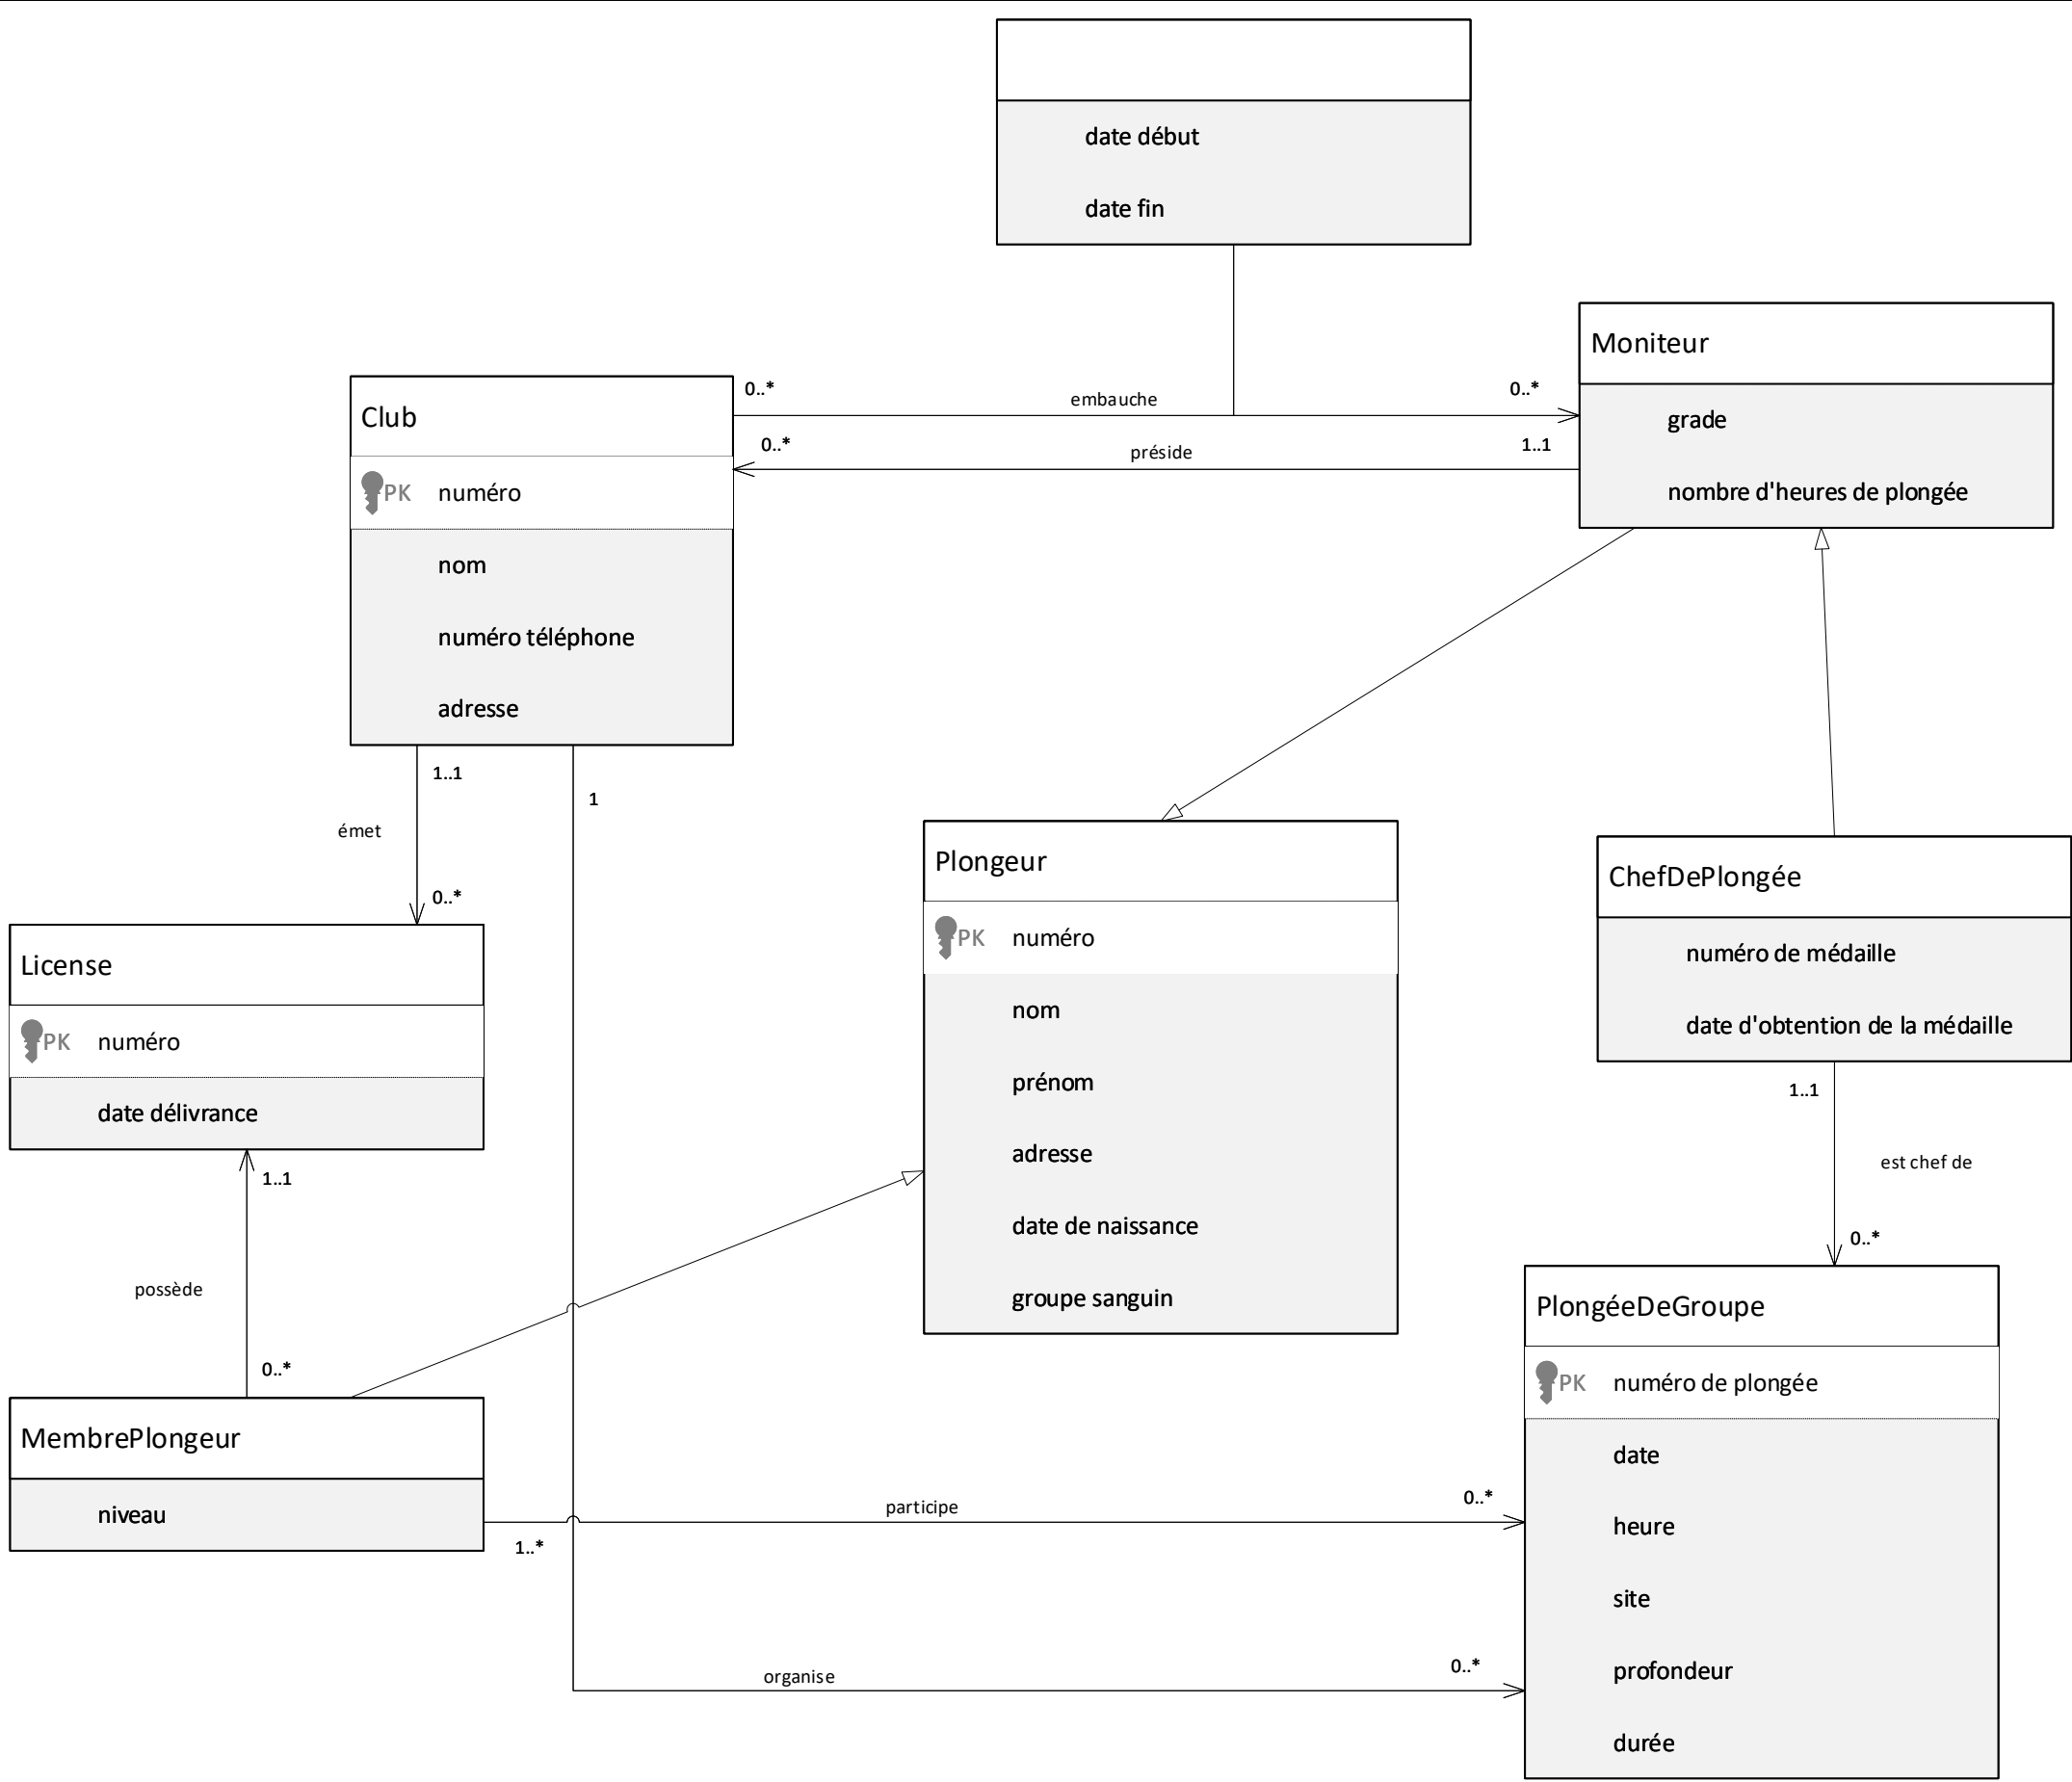 date début
date fin
Moniteur
grade
nombre d'heures de plongée
0..*
embauche
0..*
0..*
préside
1..1
Club
PK numéro
nom
numéro téléphone
adresse
1..1
émet
0..*
1
License
PK numéro
date délivrance
1..1
possède
0..*
Plongeur
PK numéro
nom
prénom
adresse
date de naissance
groupe sanguin
ChefDePlongée
numéro de médaille
date d'obtention de la médaille
1..1
est chef de
0..*
MembrePlongeur
niveau
1..*
participe
0..*
organise
0..*
PlongéeDeGroupe
PK numéro de plongée
date
heure
site
profondeur
durée